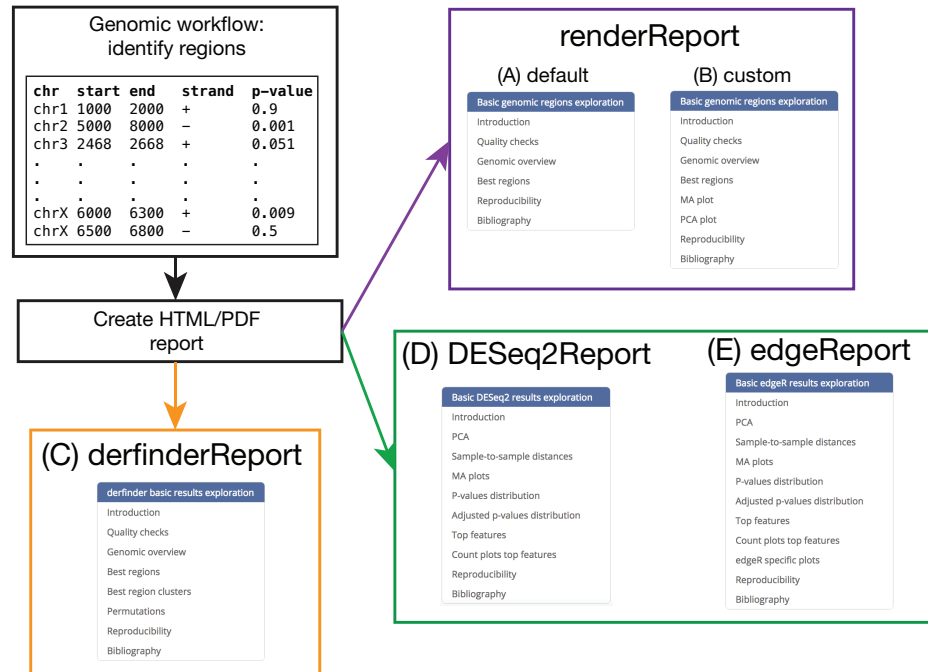 Genomic workflow:
identify regions
chr start end strand p-value
chr1 1000 2000 + 0.9
chr2 5000 8000 − 0.001
chr3 2468 2668 + 0.051
. . . . .
. . . . .
. . . . .
chrX 6000 6300 + 0.009
chrX 6500 6800 − 0.5
Create HTML/PDF
report
renderReport
(A) default
Basic genomic regions exploration
Introduction
Quality checks
Genomic overview
Best regions
Reproducibility
Bibliography
(B) custom
Basic genomic regions exploration
Introduction
Quality checks
Genomic overview
Best regions
MA plot
PCA plot
Reproducibility
Bibliography
(C) derfinderReport
derfinder basic results exploration
Introduction
Quality checks
Genomic overview
Best regions
Best region clusters
Permutations
Reproducibility
Bibliography
(D) DESeq2Report
Basic DESeq2 results exploration
Introduction
PCA
Sample-to-sample distances
MA plots
P-values distribution
Adjusted p-values distribution
Top features
Count plots top features
Reproducibility
Bibliography
(E) edgeReport
Basic edgeR results exploration
Introduction
PCA
Sample-to-sample distances
MA plots
P-values distribution
Adjusted p-values distribution
Top features
Count plots top features
edgeR specific plots
Reproducibility
Bibliography